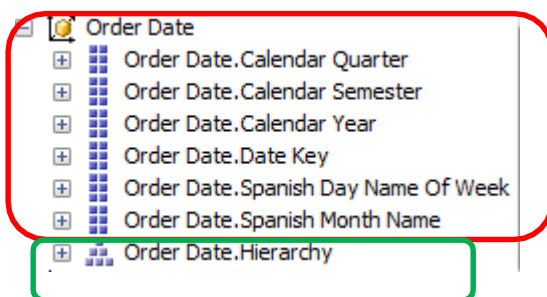 Order Date
Order Date.Calendar Quarter
Order Date.Calendar Semester
Order Date.Calendar Year
Order Date.Date Key
Order Date.Spanish Day Name Of Week
Order Date.Spanish Month Name
Order Date.Hierarchy